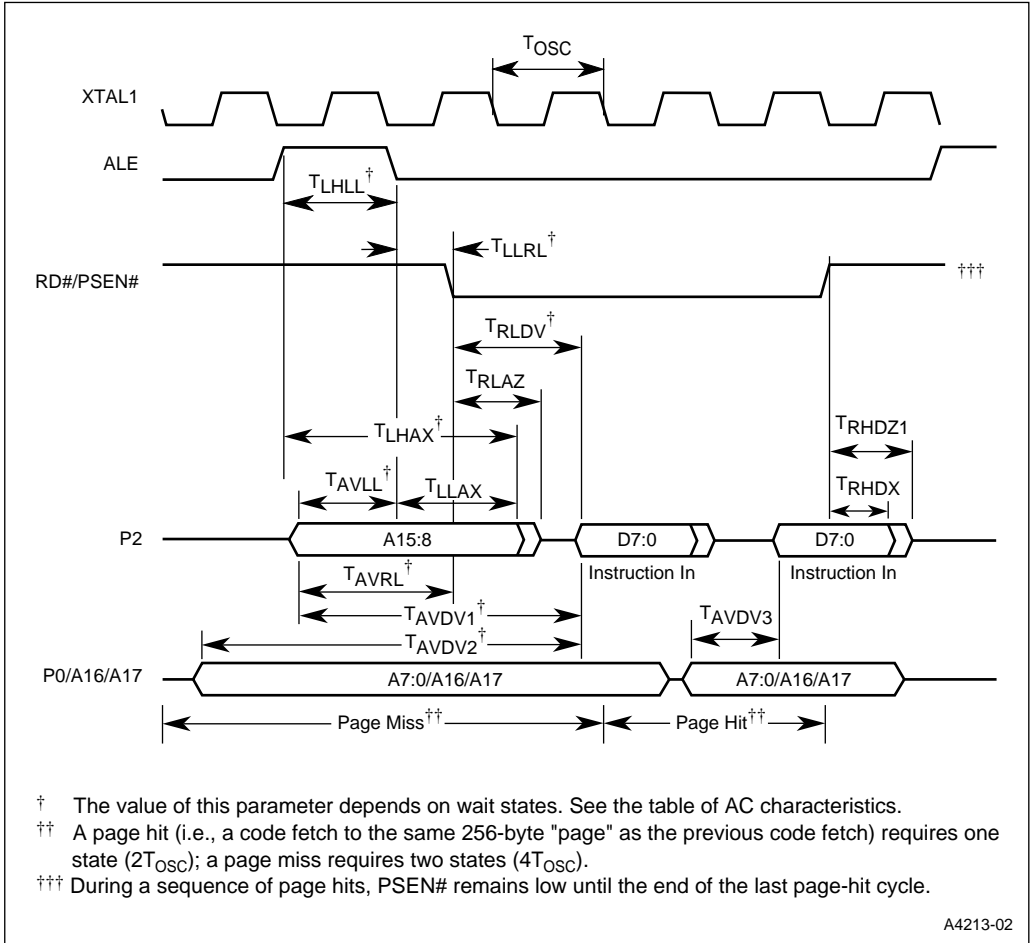 TOSC
XTAL1
ALE
TLHLL†
TLLRL†
RD#/PSEN#
†††
TRLDV†
TRLAZ
TLHAX†
TRHDZ1
TAVLL†
TLLAX
TRHDX
P2
A15:8
D7:0
D7:0
Instruction In
Instruction In
TAVRL†
TAVDV1†
TAVDV3
TAVDV2†
P0/A16/A17
A7:0/A16/A17
A7:0/A16/A17
Page Miss††
Page Hit††
† The value of this parameter depends on wait states. See the table of AC characteristics.
†† A page hit (i.e., a code fetch to the same 256-byte "page" as the previous code fetch) requires one
state (2TOSC); a page miss requires two states (4TOSC).
††† During a sequence of page hits, PSEN# remains low until the end of the last page-hit cycle.
A4213-02